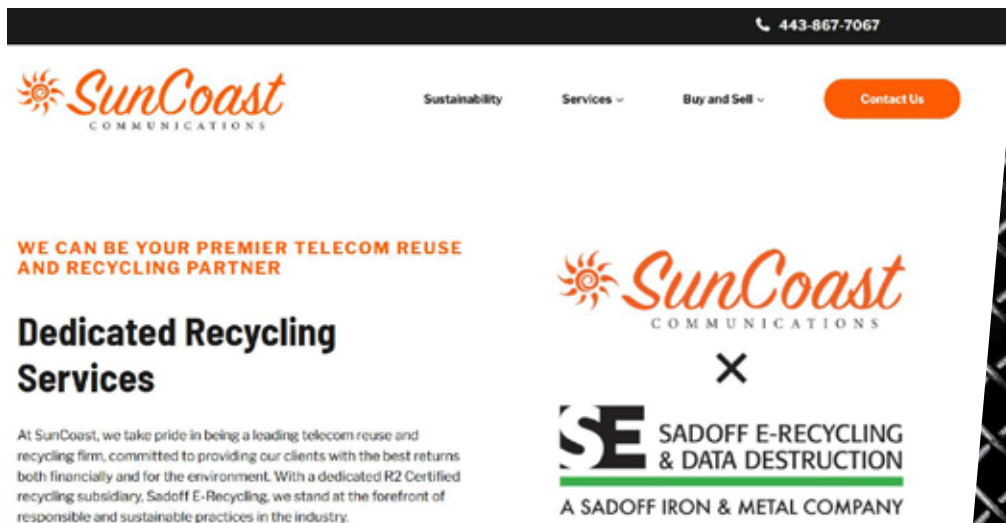 443-867-7067
SunCoast
COMMUNICATIONS
Sustainability
Services
Buy and Sell
Contact Us
WE CAN BE YOUR PREMIER TELECOM REUSE
AND RECYCLING PARTNER
Dedicated Recycling
Services
At SunCoast, we take pride in being a leading telecom reuse and
recycling firm, committed to providing our clients with the best returns
both financially and for the environment. With a dedicated R2 Certified
recycling subsidiary, Sadoff E-Recycling, we stand at the forefront of
responsible and sustainable practices in the industry.
SunCoast
COMMUNICATIONS
×
SE
SADOFF E-RECYCLING
& DATA DESTRUCTION
A SADOFF IRON & METAL COMPANY